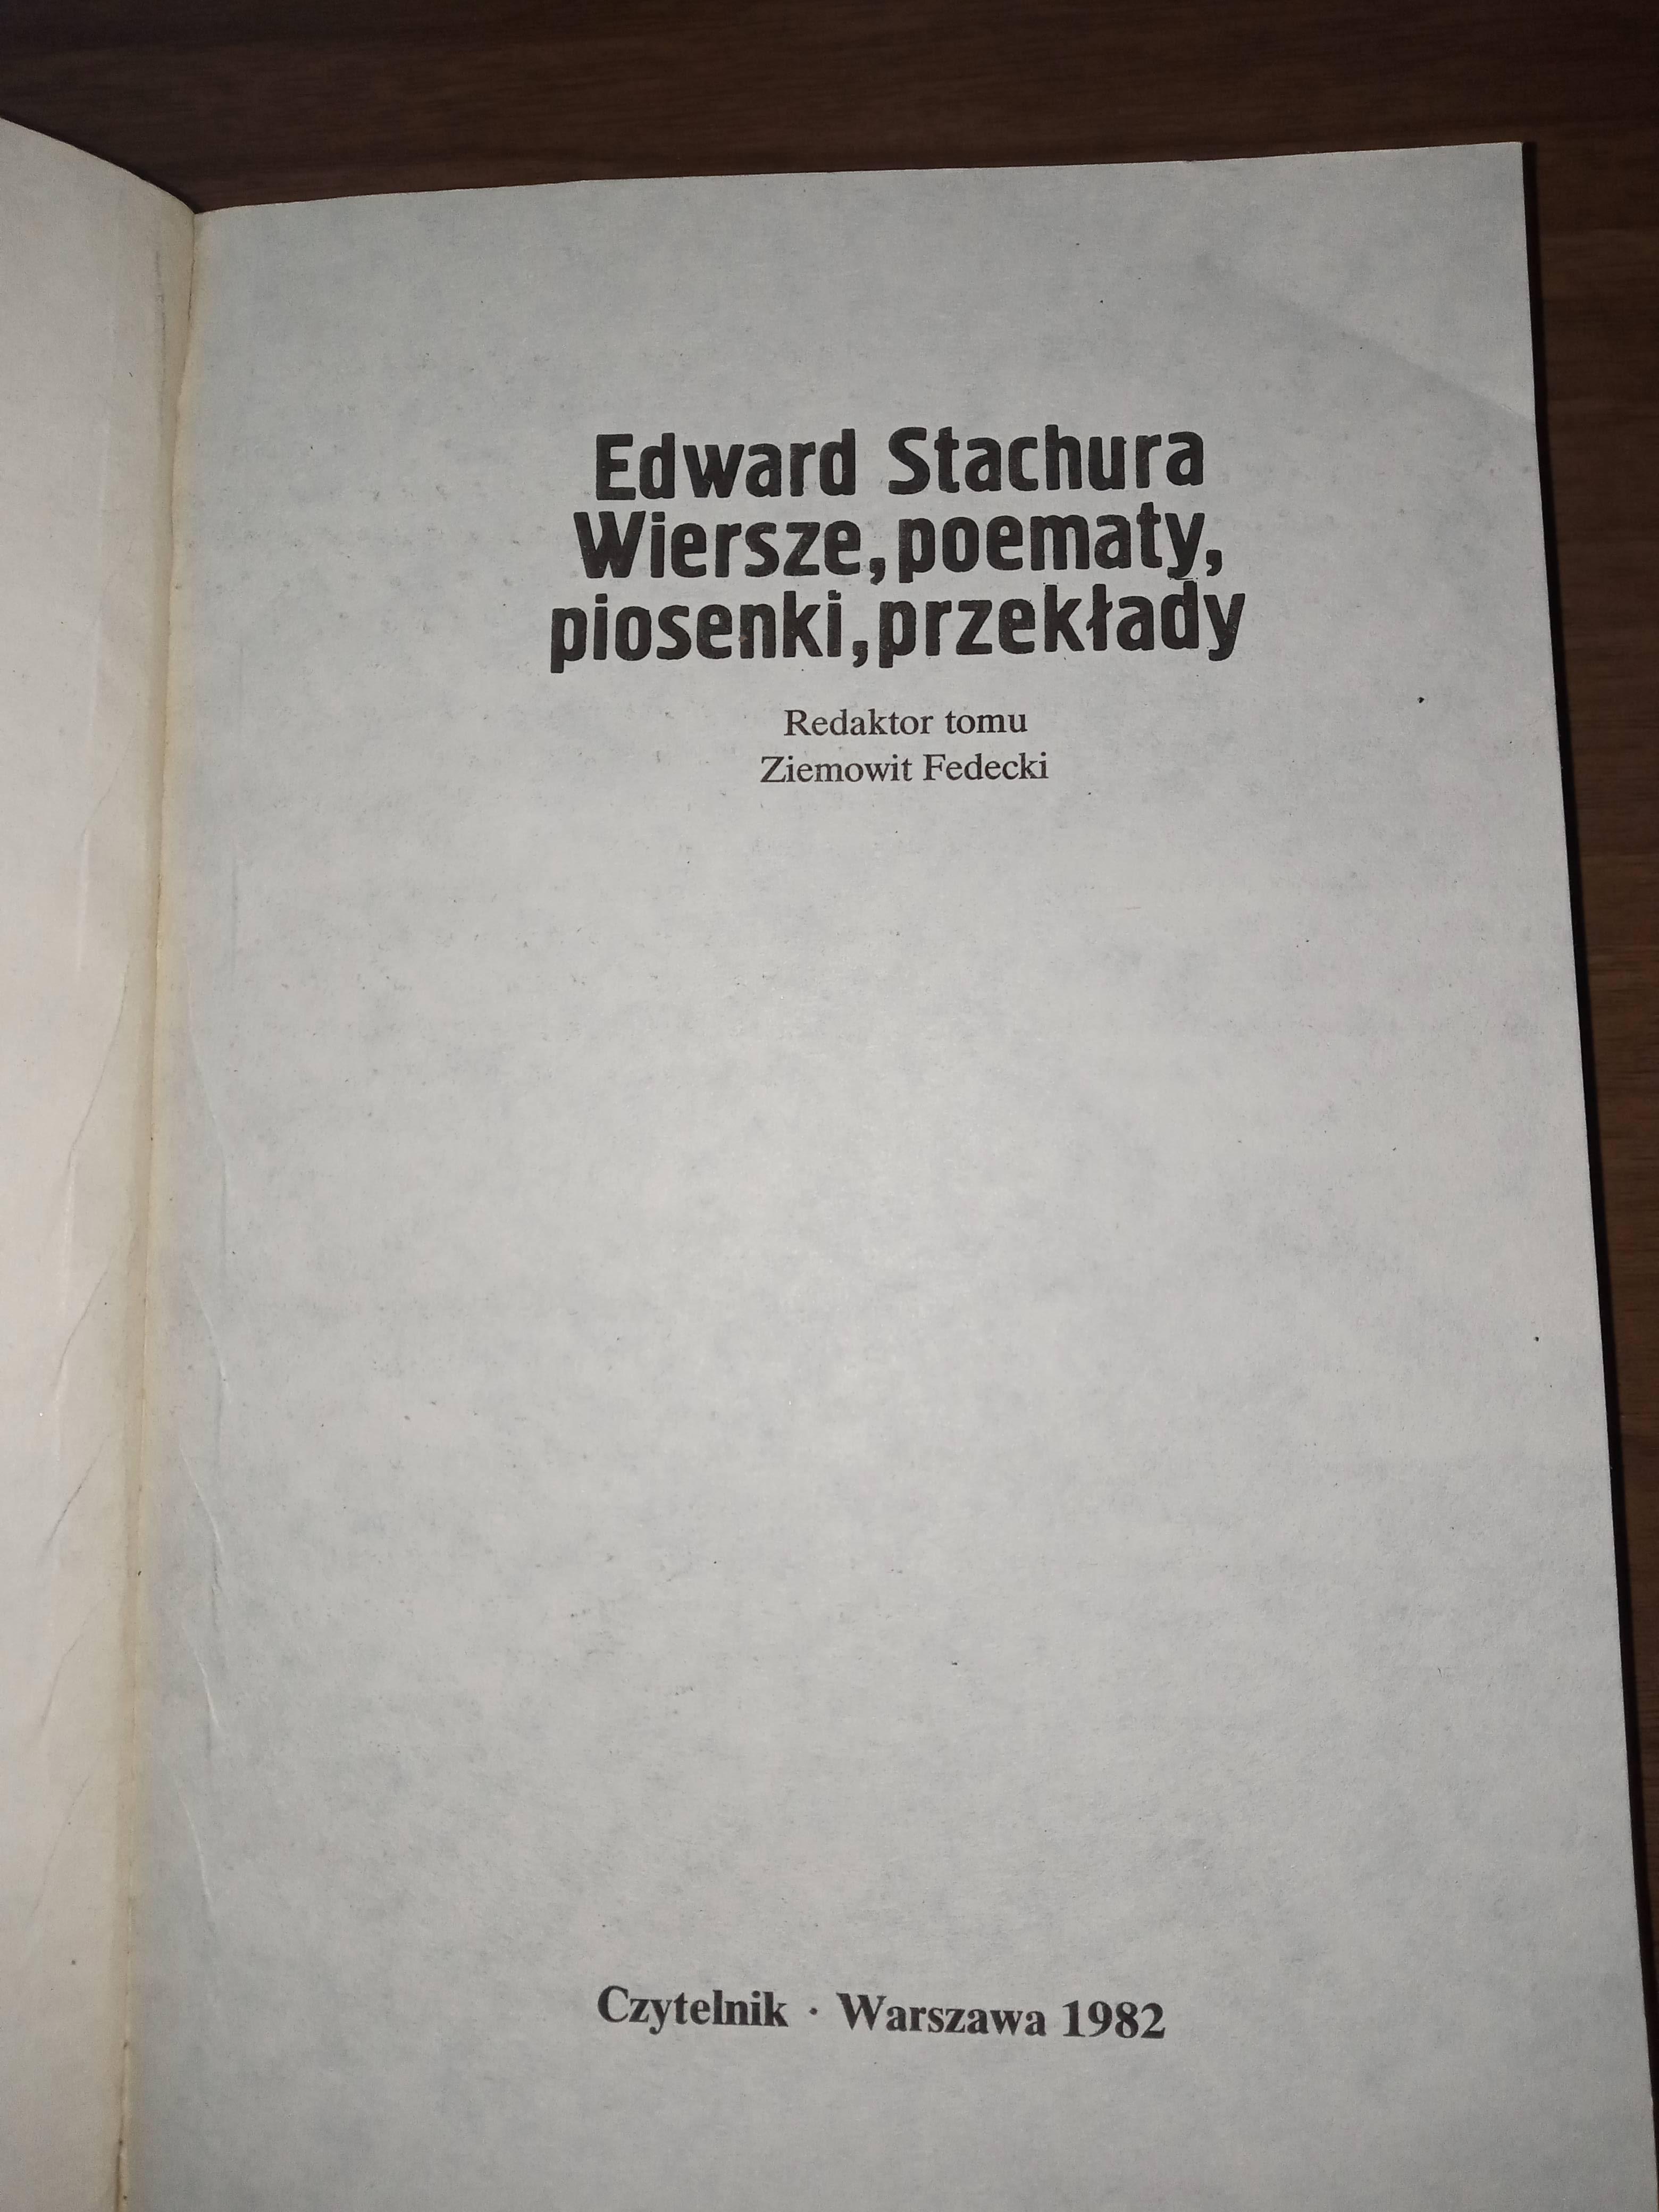 Edward Stachura
Wiersze, poematy,
piosenki, przekłady
Redaktor tomu
Ziemowit Fedecki
Czytelnik · Warszawa 1982